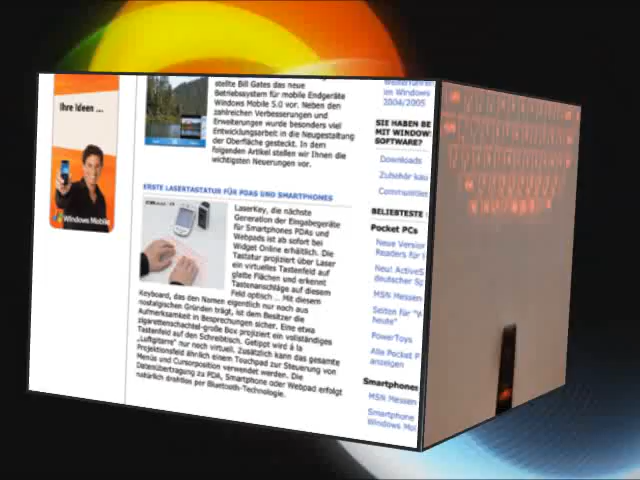 Ihre Ideen ...
Windows Mobile
stellte Bill Gates das neue
Betriebssystem für mobile Endgeräte
Windows Mobile 5.0 vor. Neben den
zahlreichen Verbesserungen und
Erweiterungen wurde besonders viel
Entwicklungsarbeit in die Neugestaltung
der Oberfläche gesteckt. In dem
folgenden Artikel stellen wir Ihnen die
wichtigsten Neuerungen vor.
ERSTE LASERTASTATUR FÜR PDAS UND SMARTPHONES
LaserKey, die nächste
Generation der Eingabegeräte
für Smartphones PDAs und
Webpads ist ab sofort bei
Widget Online erhältlich. Die
Tastatur projiziert über Laser
ein virtuelles Tastenfeld auf
glatte Flächen und erkennt
Tastenanschläge auf diesem
Feld optisch ... Mit diesem
Keyboard, das den Namen eigentlich nur noch aus
nostalgischen Gründen trägt, ist dem Besitzer die
Aufmerksamkeit in Besprechungen sicher. Eine etwa
zigarettenschachtel-große Box projiziert ein vollständiges
Tastenfeld auf den Schreibtisch. Getippt wird à la
„Luftgitarre" nur noch virtuell. Zusätzlich kann das gesamte
Projektionsfeld ähnlich einem Touchpad zur Steuerung von
Menüs und Cursorposition verwendet werden. Die
Datenübertragung zu PDA, Smartphone oder Webpad erfolgt
natürlich drahtlos per Bluetooth-Technologie.
im Windows
2004/2005
SIE HABEN BE
MIT WINDOW
SOFTWARE?
Downloads
Zubehör kau
Communities
BELIEBTESTE
Pocket PCs
Neue Version
Readers für
Neu! ActiveS
deutscher Sp
MSN Messen
Seiten für "W
heute"
PowerToys
Alle Pocket P
anzeigen
Smartphones
MSN Messen
Smartphone
Windows Mo